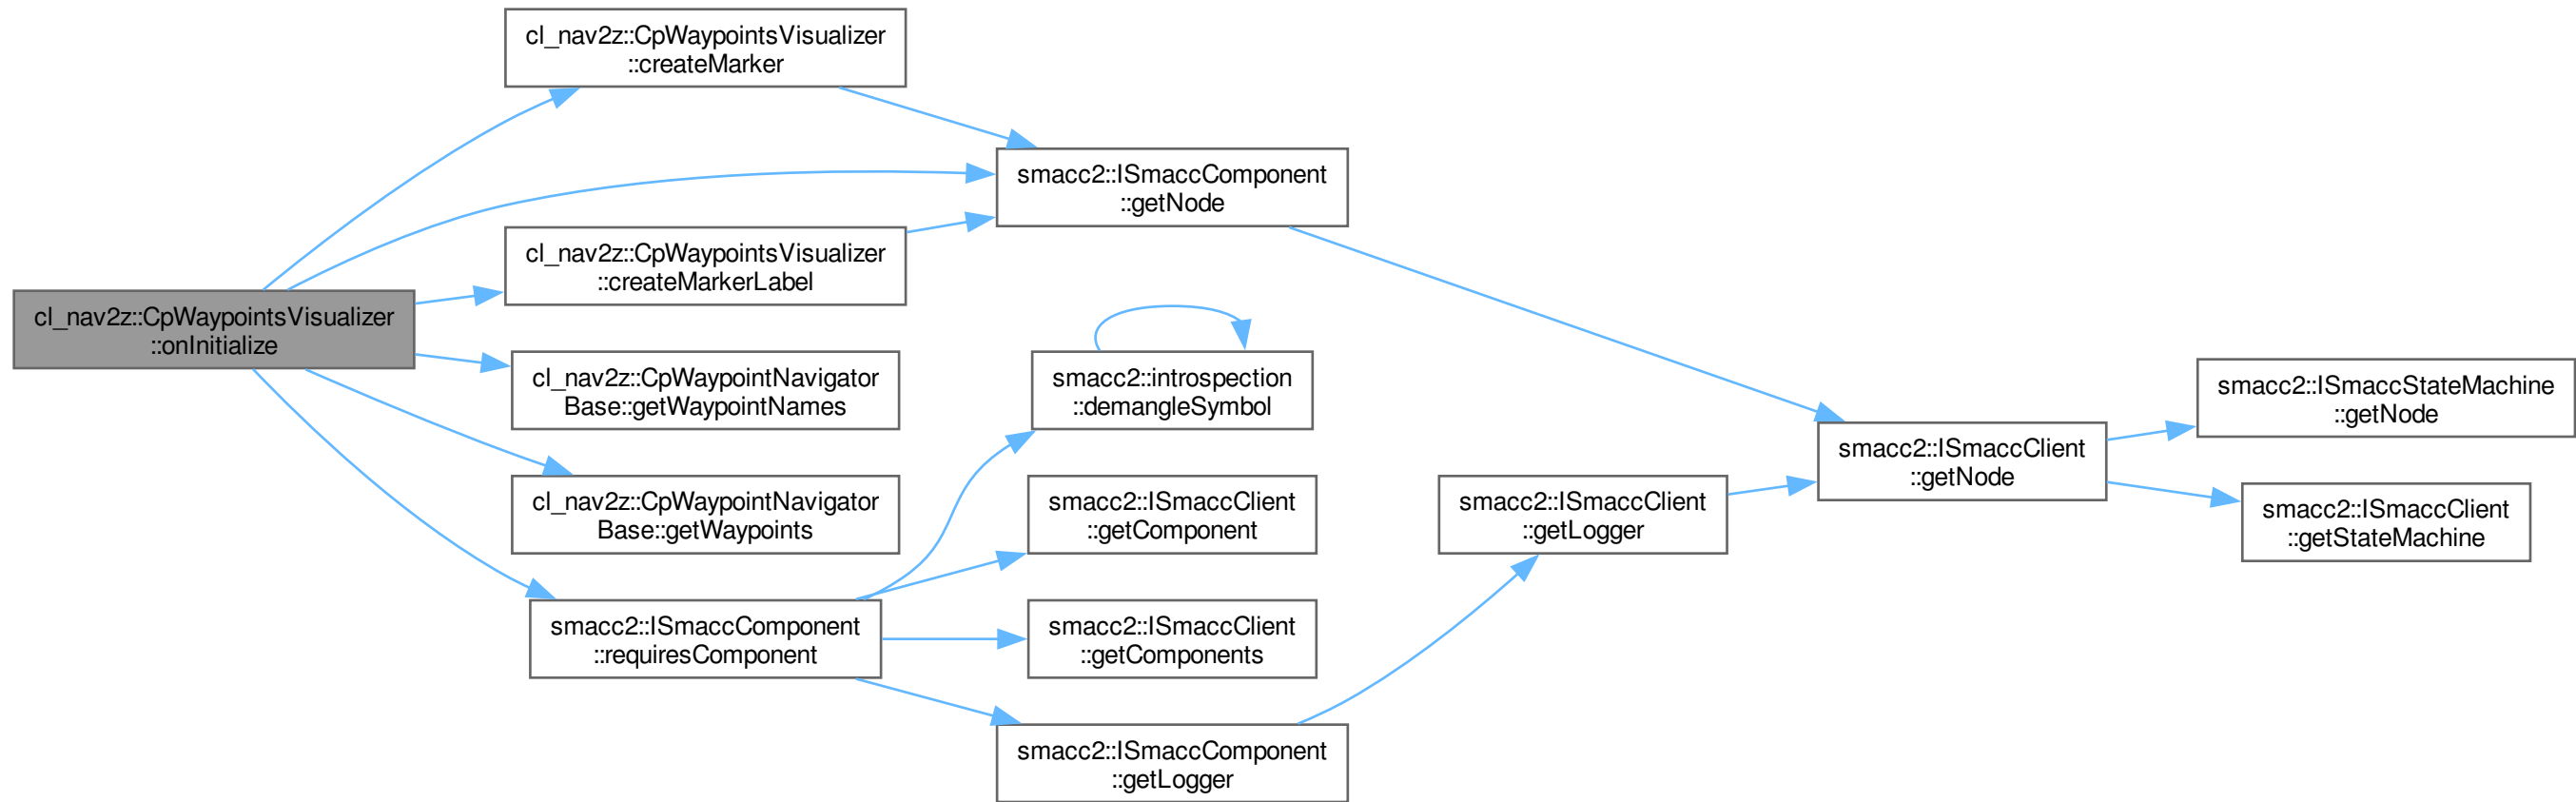 cl_nav2z::CpWaypointsVisualizer
::onInitialize
cl_nav2z::CpWaypointsVisualizer
::createMarker
smacc2::ISmaccComponent
::getNode
cl_nav2z::CpWaypointsVisualizer
::createMarkerLabel
cl_nav2z::CpWaypointNavigator
Base::getWaypointNames
cl_nav2z::CpWaypointNavigator
Base::getWaypoints
smacc2::ISmaccComponent
::requiresComponent
smacc2::introspection
::demangleSymbol
smacc2::ISmaccClient
::getComponent
smacc2::ISmaccClient
::getComponents
smacc2::ISmaccComponent
::getLogger
smacc2::ISmaccClient
::getLogger
smacc2::ISmaccClient
::getNode
smacc2::ISmaccStateMachine
::getNode
smacc2::ISmaccClient
::getStateMachine